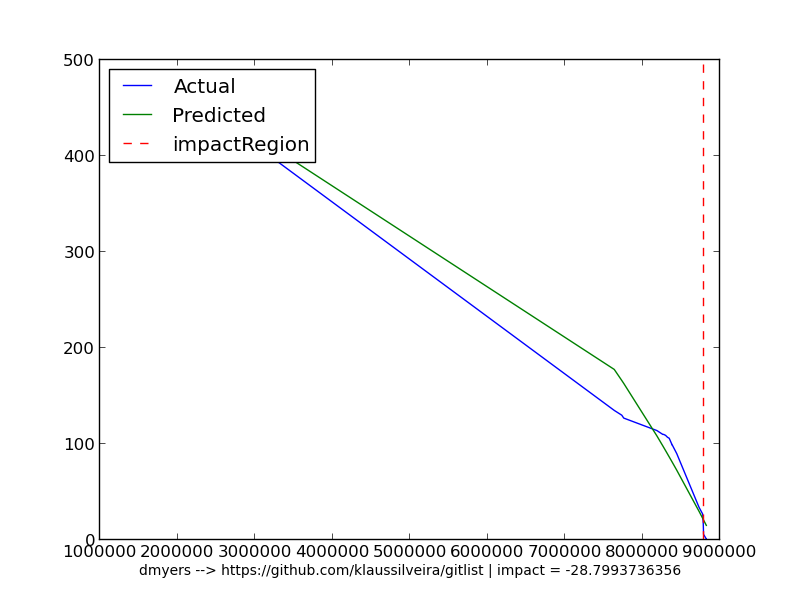 500
Actual
Predicted
impactRegion
400
300
200
100
0
1000000 2000000 3000000 4000000 5000000 6000000 7000000 8000000 9000000
dmyers --> https://github.com/klaussilveira/gitlist | impact = -28.7993736356